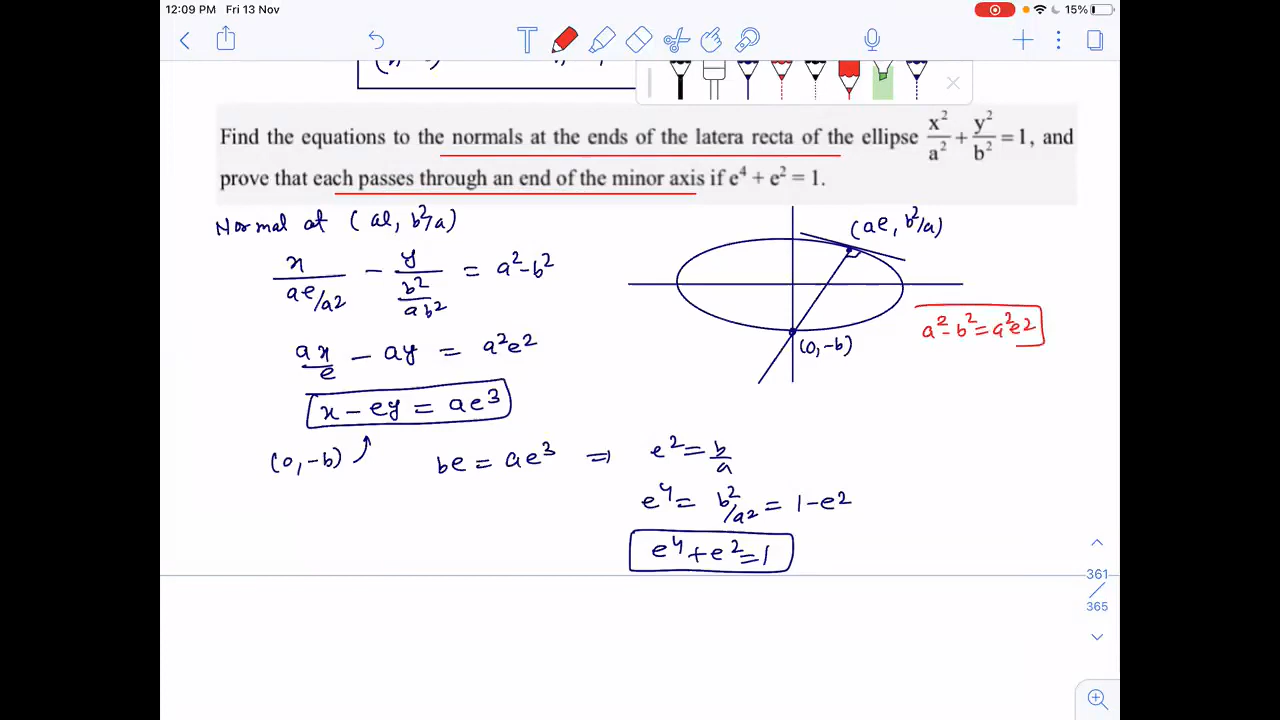 12:09 PM Fri 13 Nov
15%
Find the equations to the normals at the ends of the latera recta of the ellipse x²/a² + y²/b² = 1, and
prove that each passes through an end of the minor axis if e⁴ + e² = 1.
Normal at (ae, b²/a)
(ae, b²/a)
x/(ae/a²) − y/(b²/ab²) = a² − b²
a² − b² = a²e²
(0, −b)
ax/e − ay = a²e²
x − ey = ae³
(0, −b) be = ae³ ⇒ e² = b/a
e⁴ = b²/a² = 1 − e²
e⁴ + e² = 1
361
/
365